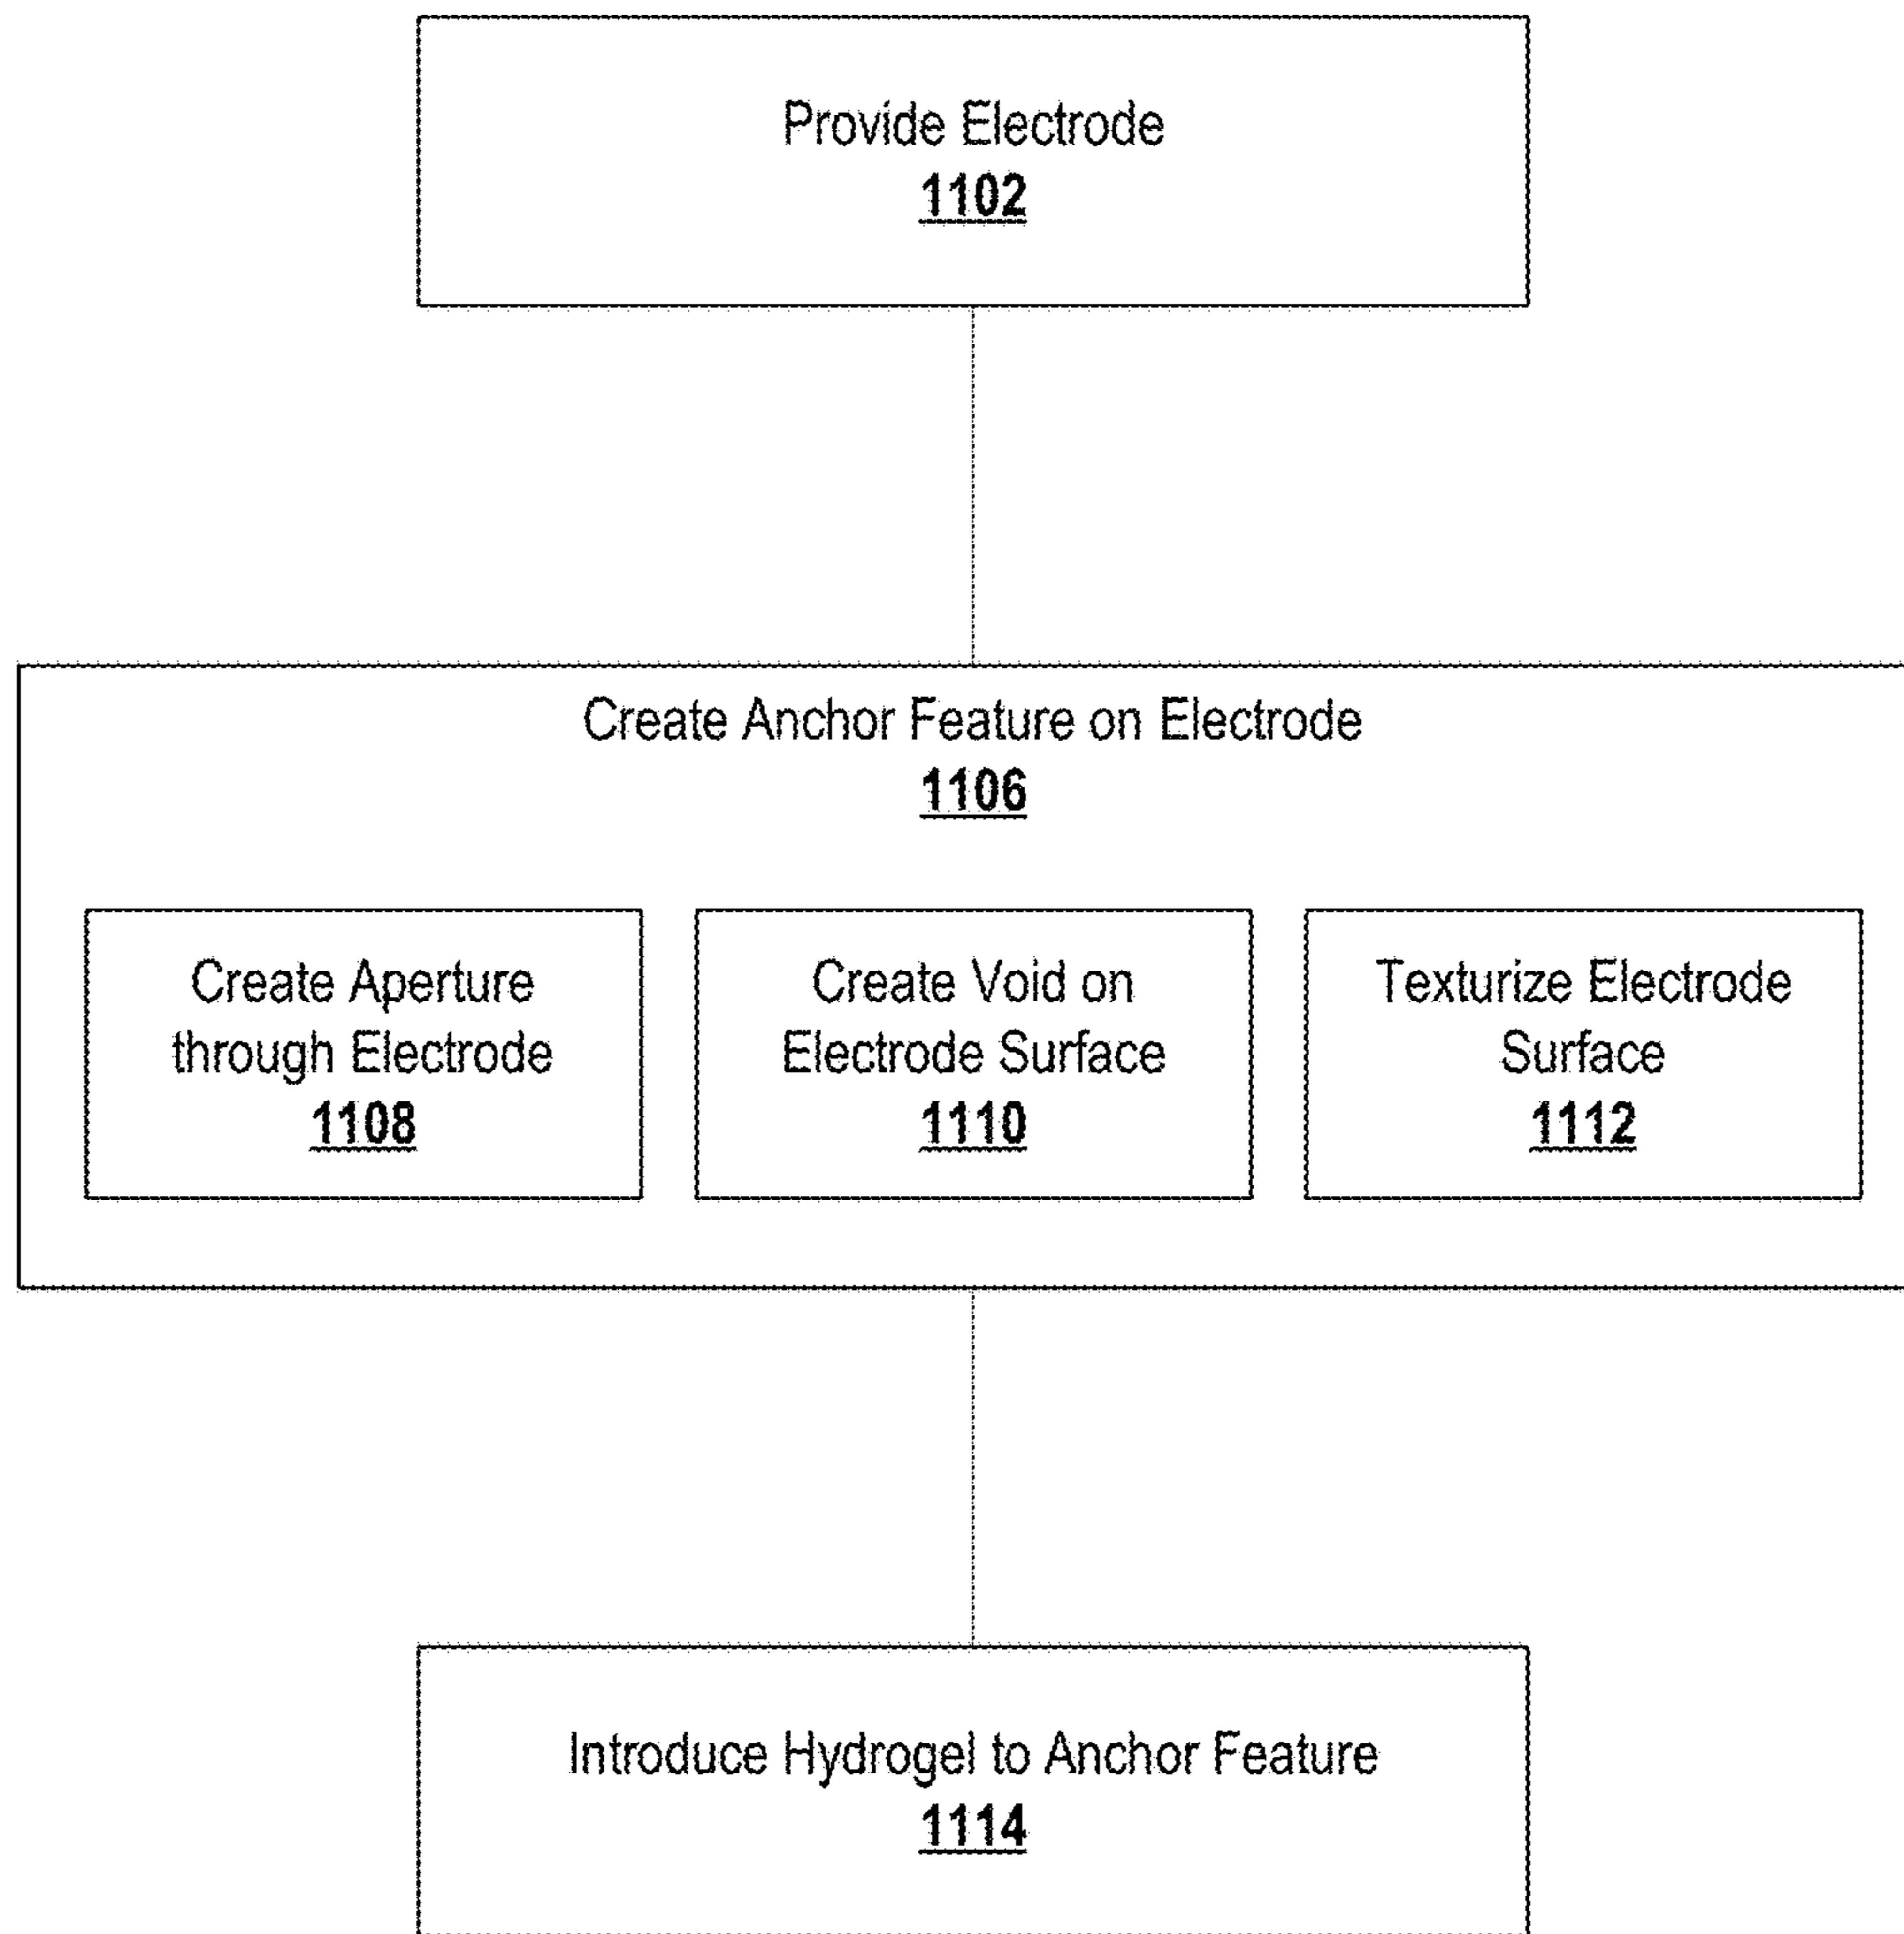 Provide Electrode
1102
Create Anchor Feature on Electrode
1106
Create Aperture
through Electrode
1108
Create Void on
Electrode Surface
1110
Texturize Electrode
Surface
1112
Introduce Hydrogel to Anchor Feature
1114